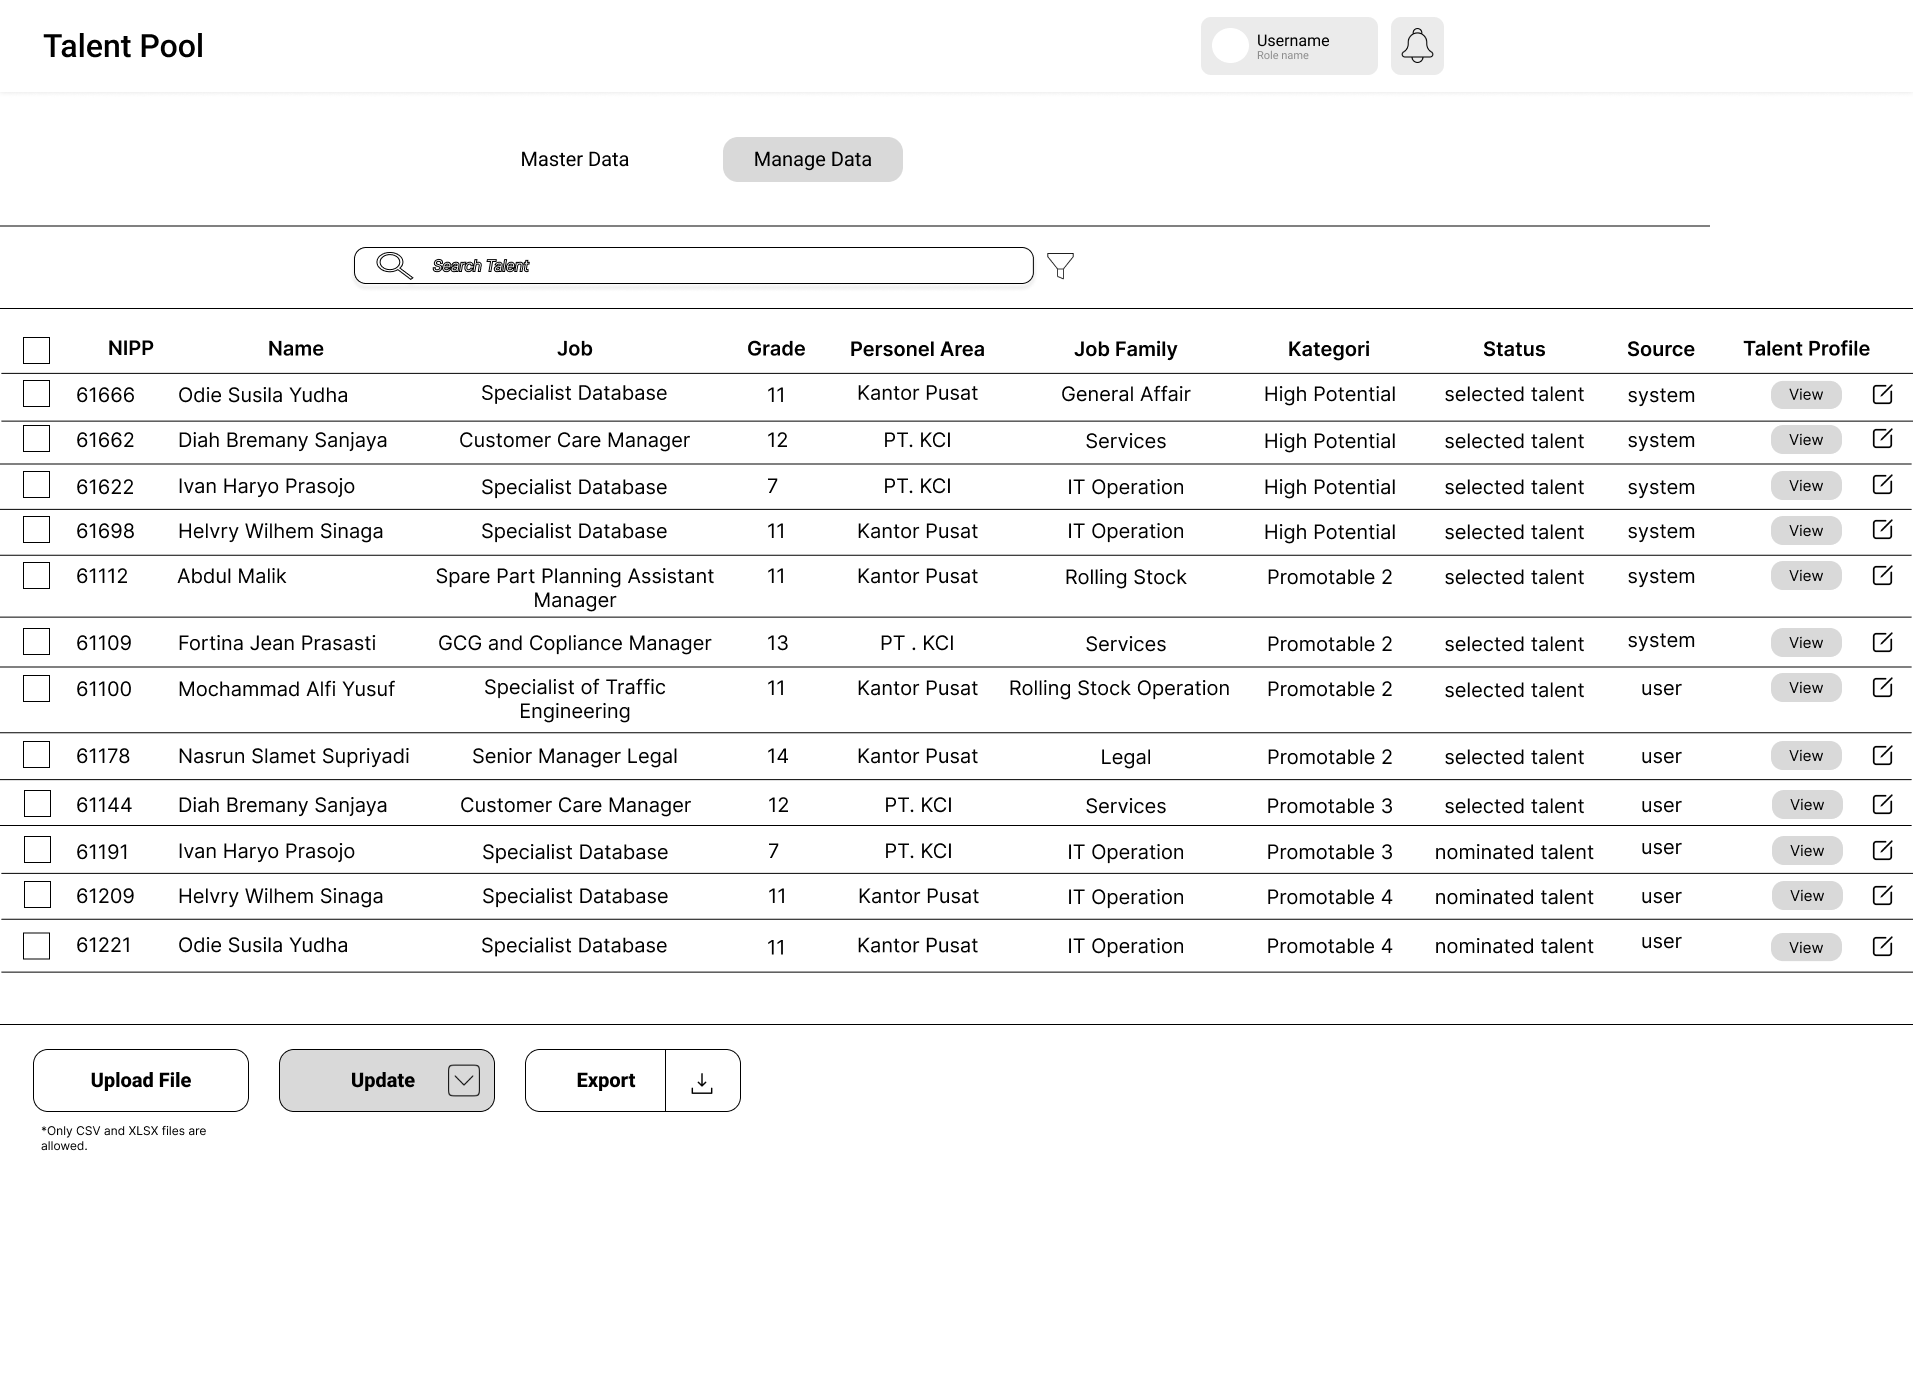 Talent Pool
Username
Role name
Master Data Manage Data
Search Talent
NIPP Name Job Grade Personel Area Job Family Kategori Status Source Talent Profile
61666 Odie Susila Yudha Specialist Database 11 Kantor Pusat General Affair High Potential selected talent system View
61662 Diah Bremany Sanjaya Customer Care Manager 12 PT. KCI Services High Potential selected talent system View
61622 Ivan Haryo Prasojo Specialist Database 7 PT. KCI IT Operation High Potential selected talent system View
61698 Helvry Wilhem Sinaga Specialist Database 11 Kantor Pusat IT Operation High Potential selected talent system View
61112 Abdul Malik Spare Part Planning Assistant Manager 11 Kantor Pusat Rolling Stock Promotable 2 selected talent system View
61109 Fortina Jean Prasasti GCG and Copliance Manager 13 PT . KCI Services Promotable 2 selected talent system View
61100 Mochammad Alfi Yusuf Specialist of Traffic Engineering 11 Kantor Pusat Rolling Stock Operation Promotable 2 selected talent user View
61178 Nasrun Slamet Supriyadi Senior Manager Legal 14 Kantor Pusat Legal Promotable 2 selected talent user View
61144 Diah Bremany Sanjaya Customer Care Manager 12 PT. KCI Services Promotable 3 selected talent user View
61191 Ivan Haryo Prasojo Specialist Database 7 PT. KCI IT Operation Promotable 3 nominated talent user View
61209 Helvry Wilhem Sinaga Specialist Database 11 Kantor Pusat IT Operation Promotable 4 nominated talent user View
61221 Odie Susila Yudha Specialist Database 11 Kantor Pusat IT Operation Promotable 4 nominated talent user View
Upload File Update Export
*Only CSV and XLSX files are
allowed.